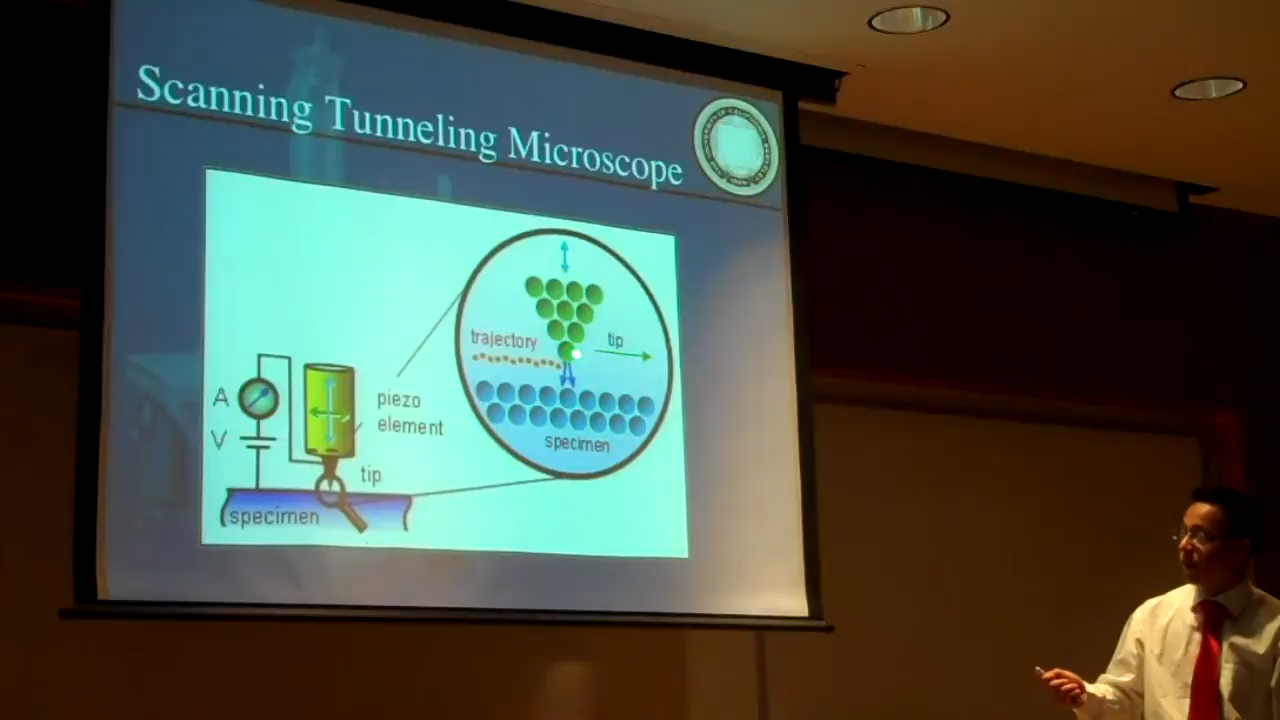 Scanning Tunneling Microscope
trajectory
tip
specimen
A
V
piezo
element
tip
specimen